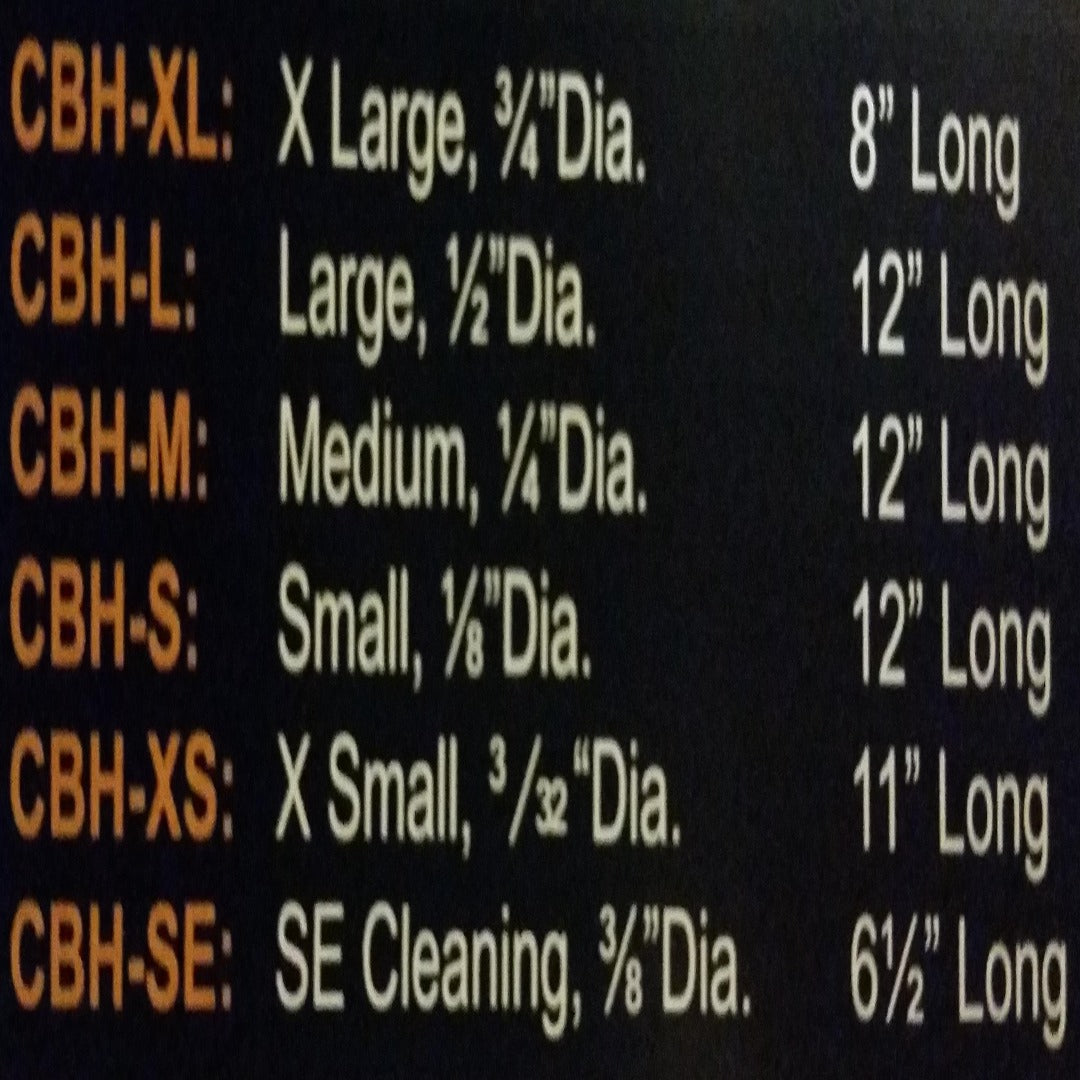 CBH-XL: X Large, ¾”Dia. 8” Long
CBH-L: Large, ½”Dia. 12” Long
CBH-M: Medium, ¼”Dia. 12” Long
CBH-S: Small, ⅛”Dia. 12” Long
CBH-XS: X Small, 3/32“Dia. 11” Long
CBH-SE: SE Cleaning, ⅜”Dia. 6½” Long